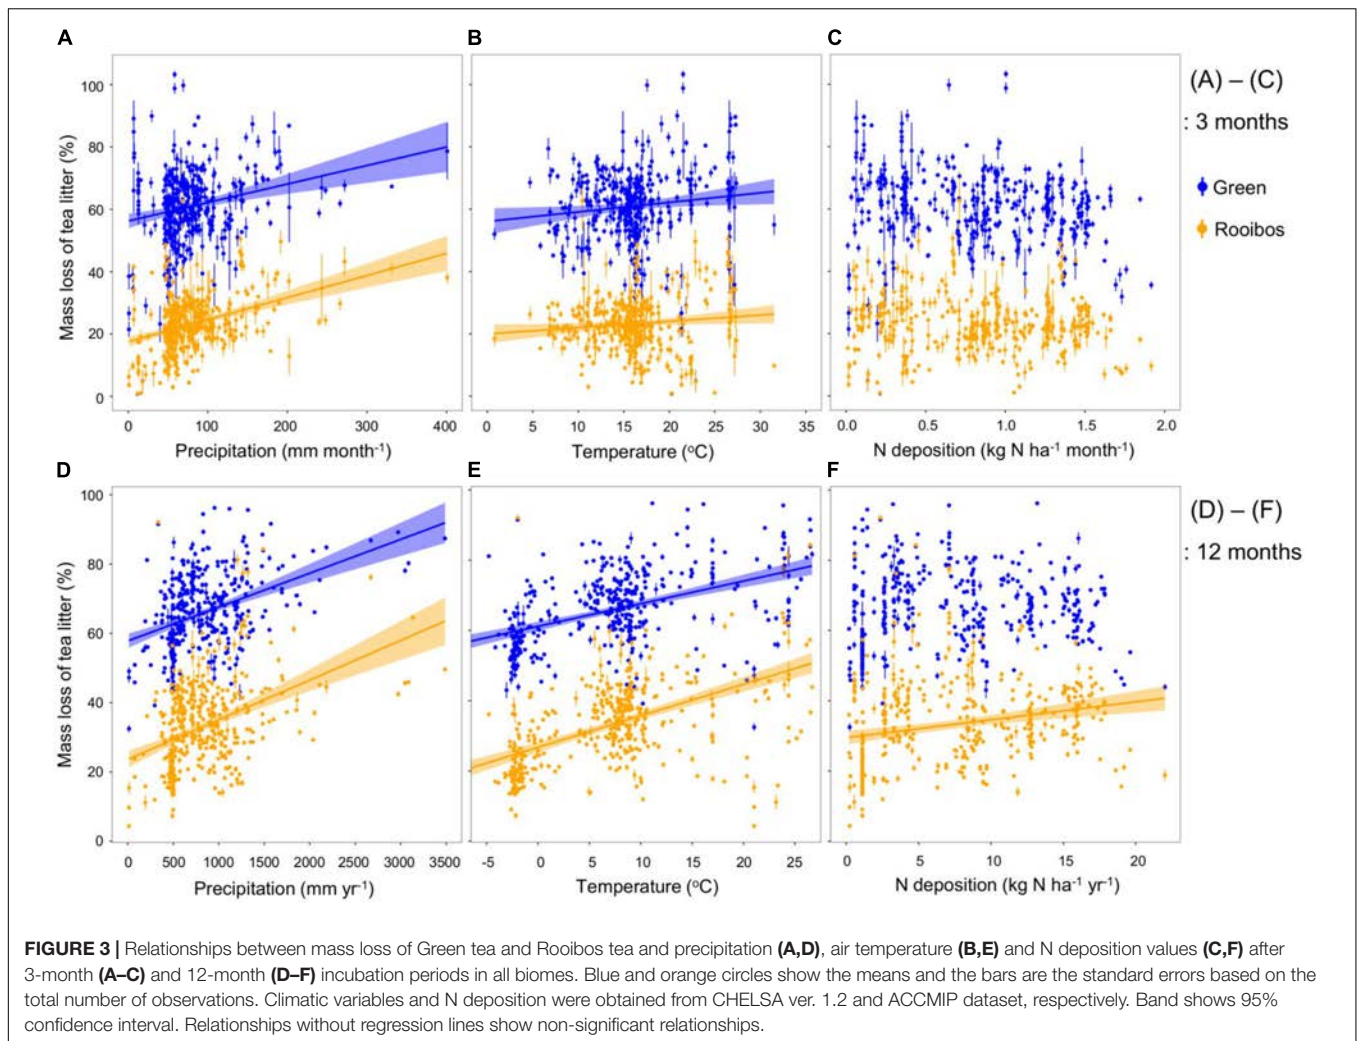 A
B
C
Mass loss of tea litter (%)
100
80
60
40
20
0
0 100 200 300 400
Precipitation (mm month-1)
0 5 10 15 20 25 30 35
Temperature (oC)
0.0 0.5 1.0 1.5 2.0
N deposition (kg N ha-1 month-1)
(A) – (C)
: 3 months
Green
Rooibos
D
E
F
Mass loss of tea litter (%)
100
80
60
40
20
0
0 500 1000 1500 2000 2500 3000 3500
Precipitation (mm yr-1)
-5 0 5 10 15 20 25
Temperature (oC)
0 5 10 15 20
N deposition (kg N ha-1 yr-1)
(D) – (F)
: 12 months
FIGURE 3 | Relationships between mass loss of Green tea and Rooibos tea and precipitation (A,D), air temperature (B,E) and N deposition values (C,F) after
3-month (A–C) and 12-month (D–F) incubation periods in all biomes. Blue and orange circles show the means and the bars are the standard errors based on the
total number of observations. Climatic variables and N deposition were obtained from CHELSA ver. 1.2 and ACCMIP dataset, respectively. Band shows 95%
confidence interval. Relationships without regression lines show non-significant relationships.